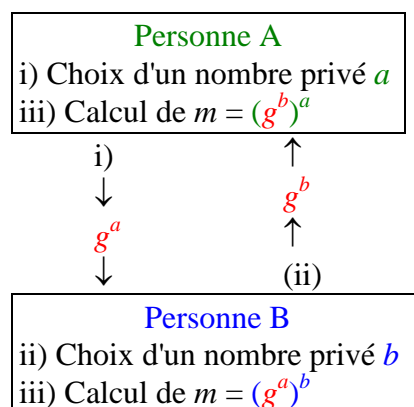 Personne A
i) Choix d'un nombre privé a
iii) Calcul de m = (g^b)^a
i) ↑
↓ g^b
g^a ↑
↓ (ii)
Personne B
ii) Choix d'un nombre privé b
iii) Calcul de m = (g^a)^b